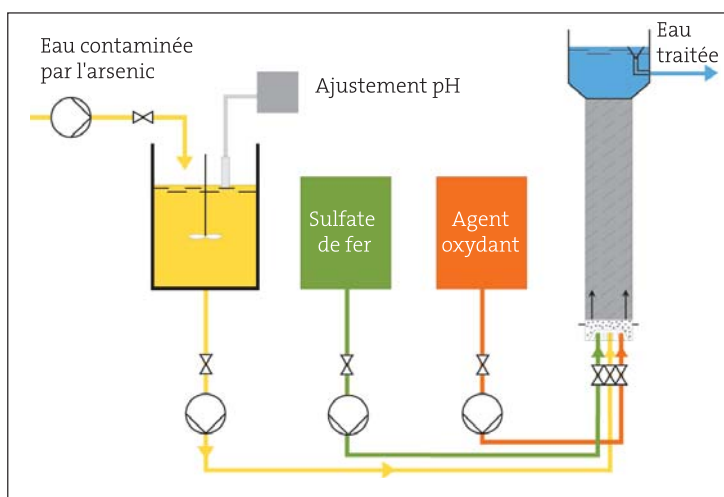 Eau contaminée
par l'arsenic
Ajustement pH
Eau
traitée
Sulfate
de fer
Agent
oxydant